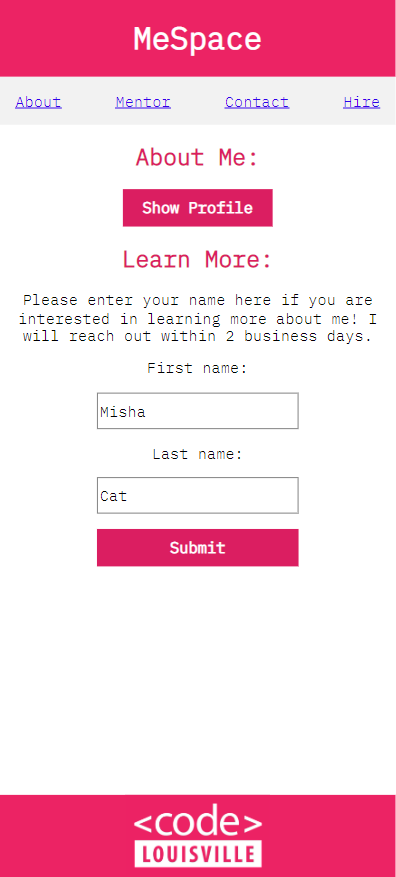 MeSpace
About Mentor Contact Hire
About Me:
Show Profile
Learn More:
Please enter your name here if you are
interested in learning more about me! I
will reach out within 2 business days.
First name:
Misha
Last name:
Cat
Submit
<code>
LOUISVILLE